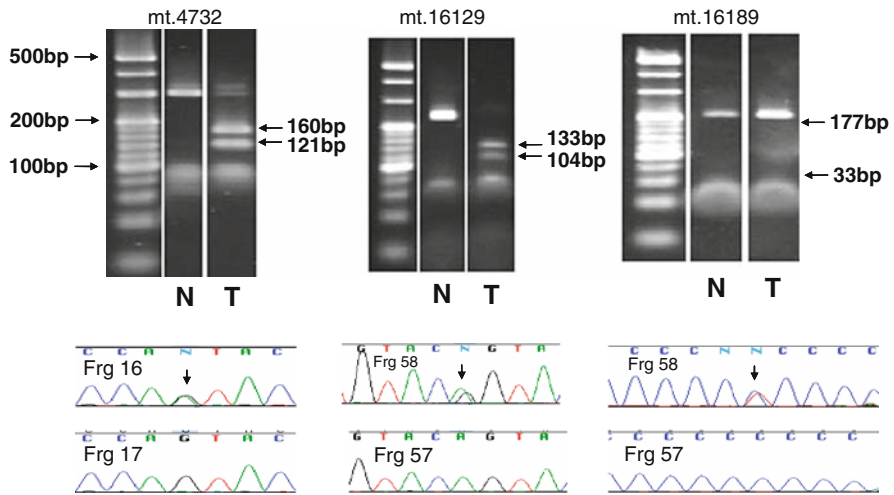 mt.4732 mt.16129 mt.16189
500bp
200bp
100bp
160bp
121bp
133bp
104bp
177bp
33bp
N T N T N T
C C A N T A C
Frg 16
G T A C N G T A
Frg 58
C C C N N C C C C
Frg 58
C C A G T A C
Frg 17
G T A C A G T A
Frg 57
C C C C C C C C C
Frg 57